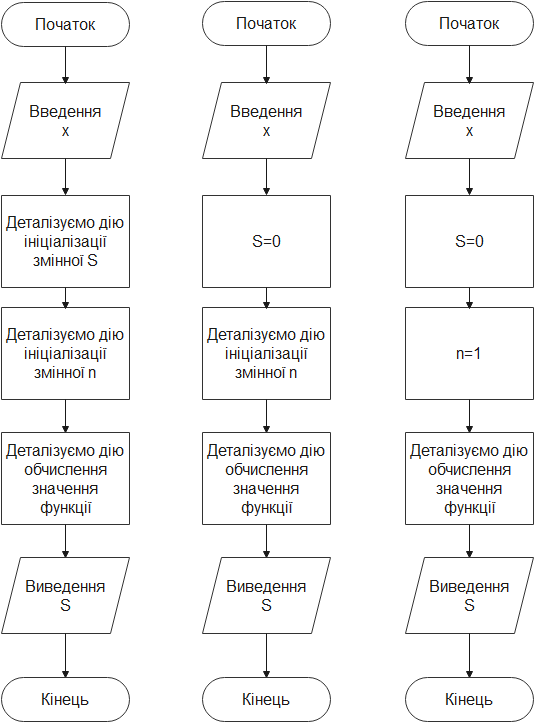 Початок
Введення
x
Деталізуємо дію
ініціалізації
змінної S
Деталізуємо дію
ініціалізації
змінної n
Деталізуємо дію
обчислення
значення
функції
Виведення
S
Кінець
Початок
Введення
x
S=0
Деталізуємо дію
ініціалізації
змінної n
Деталізуємо дію
обчислення
значення
функції
Виведення
S
Кінець
Початок
Введення
x
S=0
n=1
Деталізуємо дію
обчислення
значення
функції
Виведення
S
Кінець